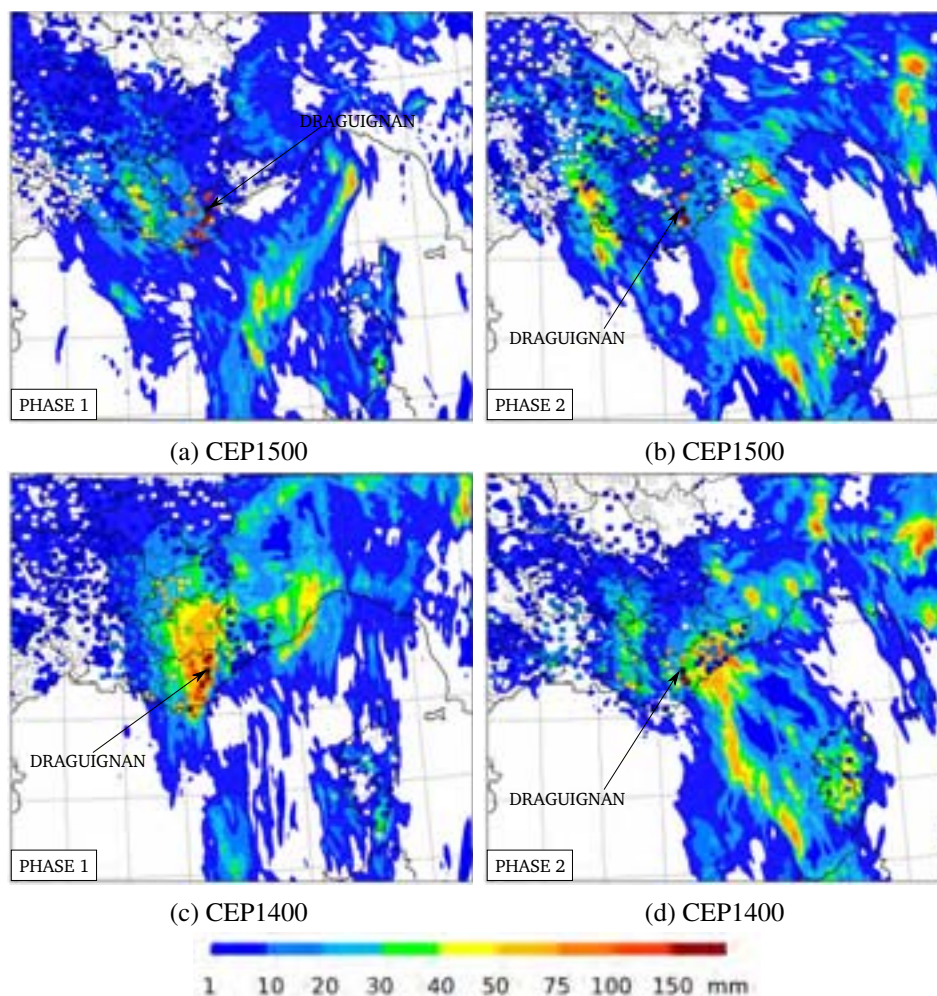 DRAGUIGNAN
DRAGUIGNAN
PHASE 1
PHASE 2
(a) CEP1500
(b) CEP1500
DRAGUIGNAN
DRAGUIGNAN
PHASE 1
PHASE 2
(c) CEP1400
(d) CEP1400
1 10 20 30 40 50 75 100 150 mm